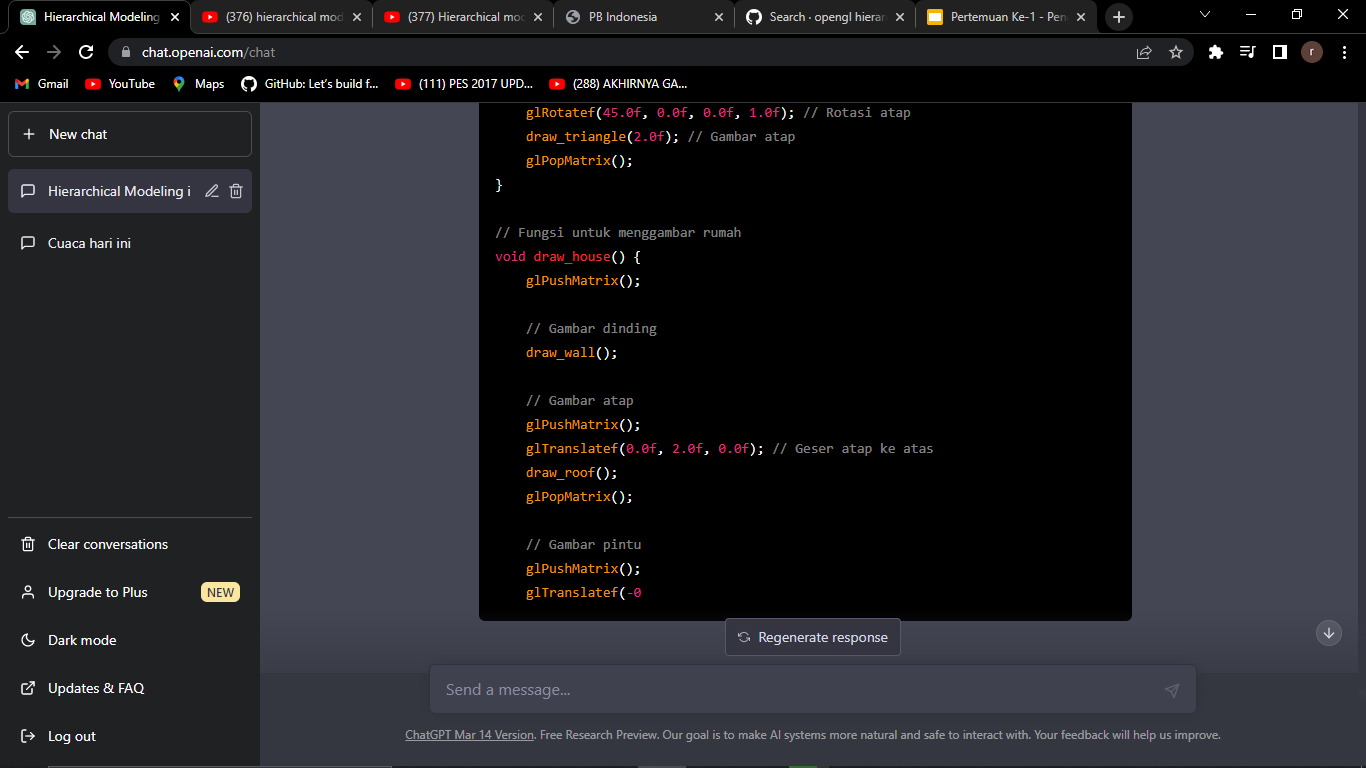 Hierarchical Modeling
(376) hierarchical mod
(377) Hierarchical mod
PB Indonesia
Search · opengl hierar
Pertemuan Ke-1 - Pen
chat.openai.com/chat
r
Gmail
YouTube
Maps
GitHub: Let's build f...
(111) PES 2017 UPD...
(288) AKHIRNYA GA...
New chat
Hierarchical Modeling i
Cuaca hari ini
Clear conversations
Upgrade to Plus NEW
Dark mode
Updates & FAQ
Log out
glRotatef(45.0f, 0.0f, 0.0f, 1.0f); // Rotasi atap
draw_triangle(2.0f); // Gambar atap
glPopMatrix();
}
// Fungsi untuk menggambar rumah
void draw_house() {
glPushMatrix();
// Gambar dinding
draw_wall();
// Gambar atap
glPushMatrix();
glTranslatef(0.0f, 2.0f, 0.0f); // Geser atap ke atas
draw_roof();
glPopMatrix();
// Gambar pintu
glPushMatrix();
glTranslatef(-0
Regenerate response
Send a message...
ChatGPT Mar 14 Version. Free Research Preview. Our goal is to make AI systems more natural and safe to interact with. Your feedback will help us improve.